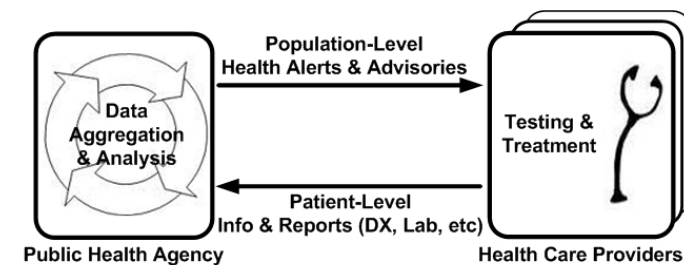 Population-Level
Health Alerts & Advisories
Data
Aggregation
& Analysis
Testing &
Treatment
Patient-Level
Info & Reports (DX, Lab, etc)
Public Health Agency
Health Care Providers